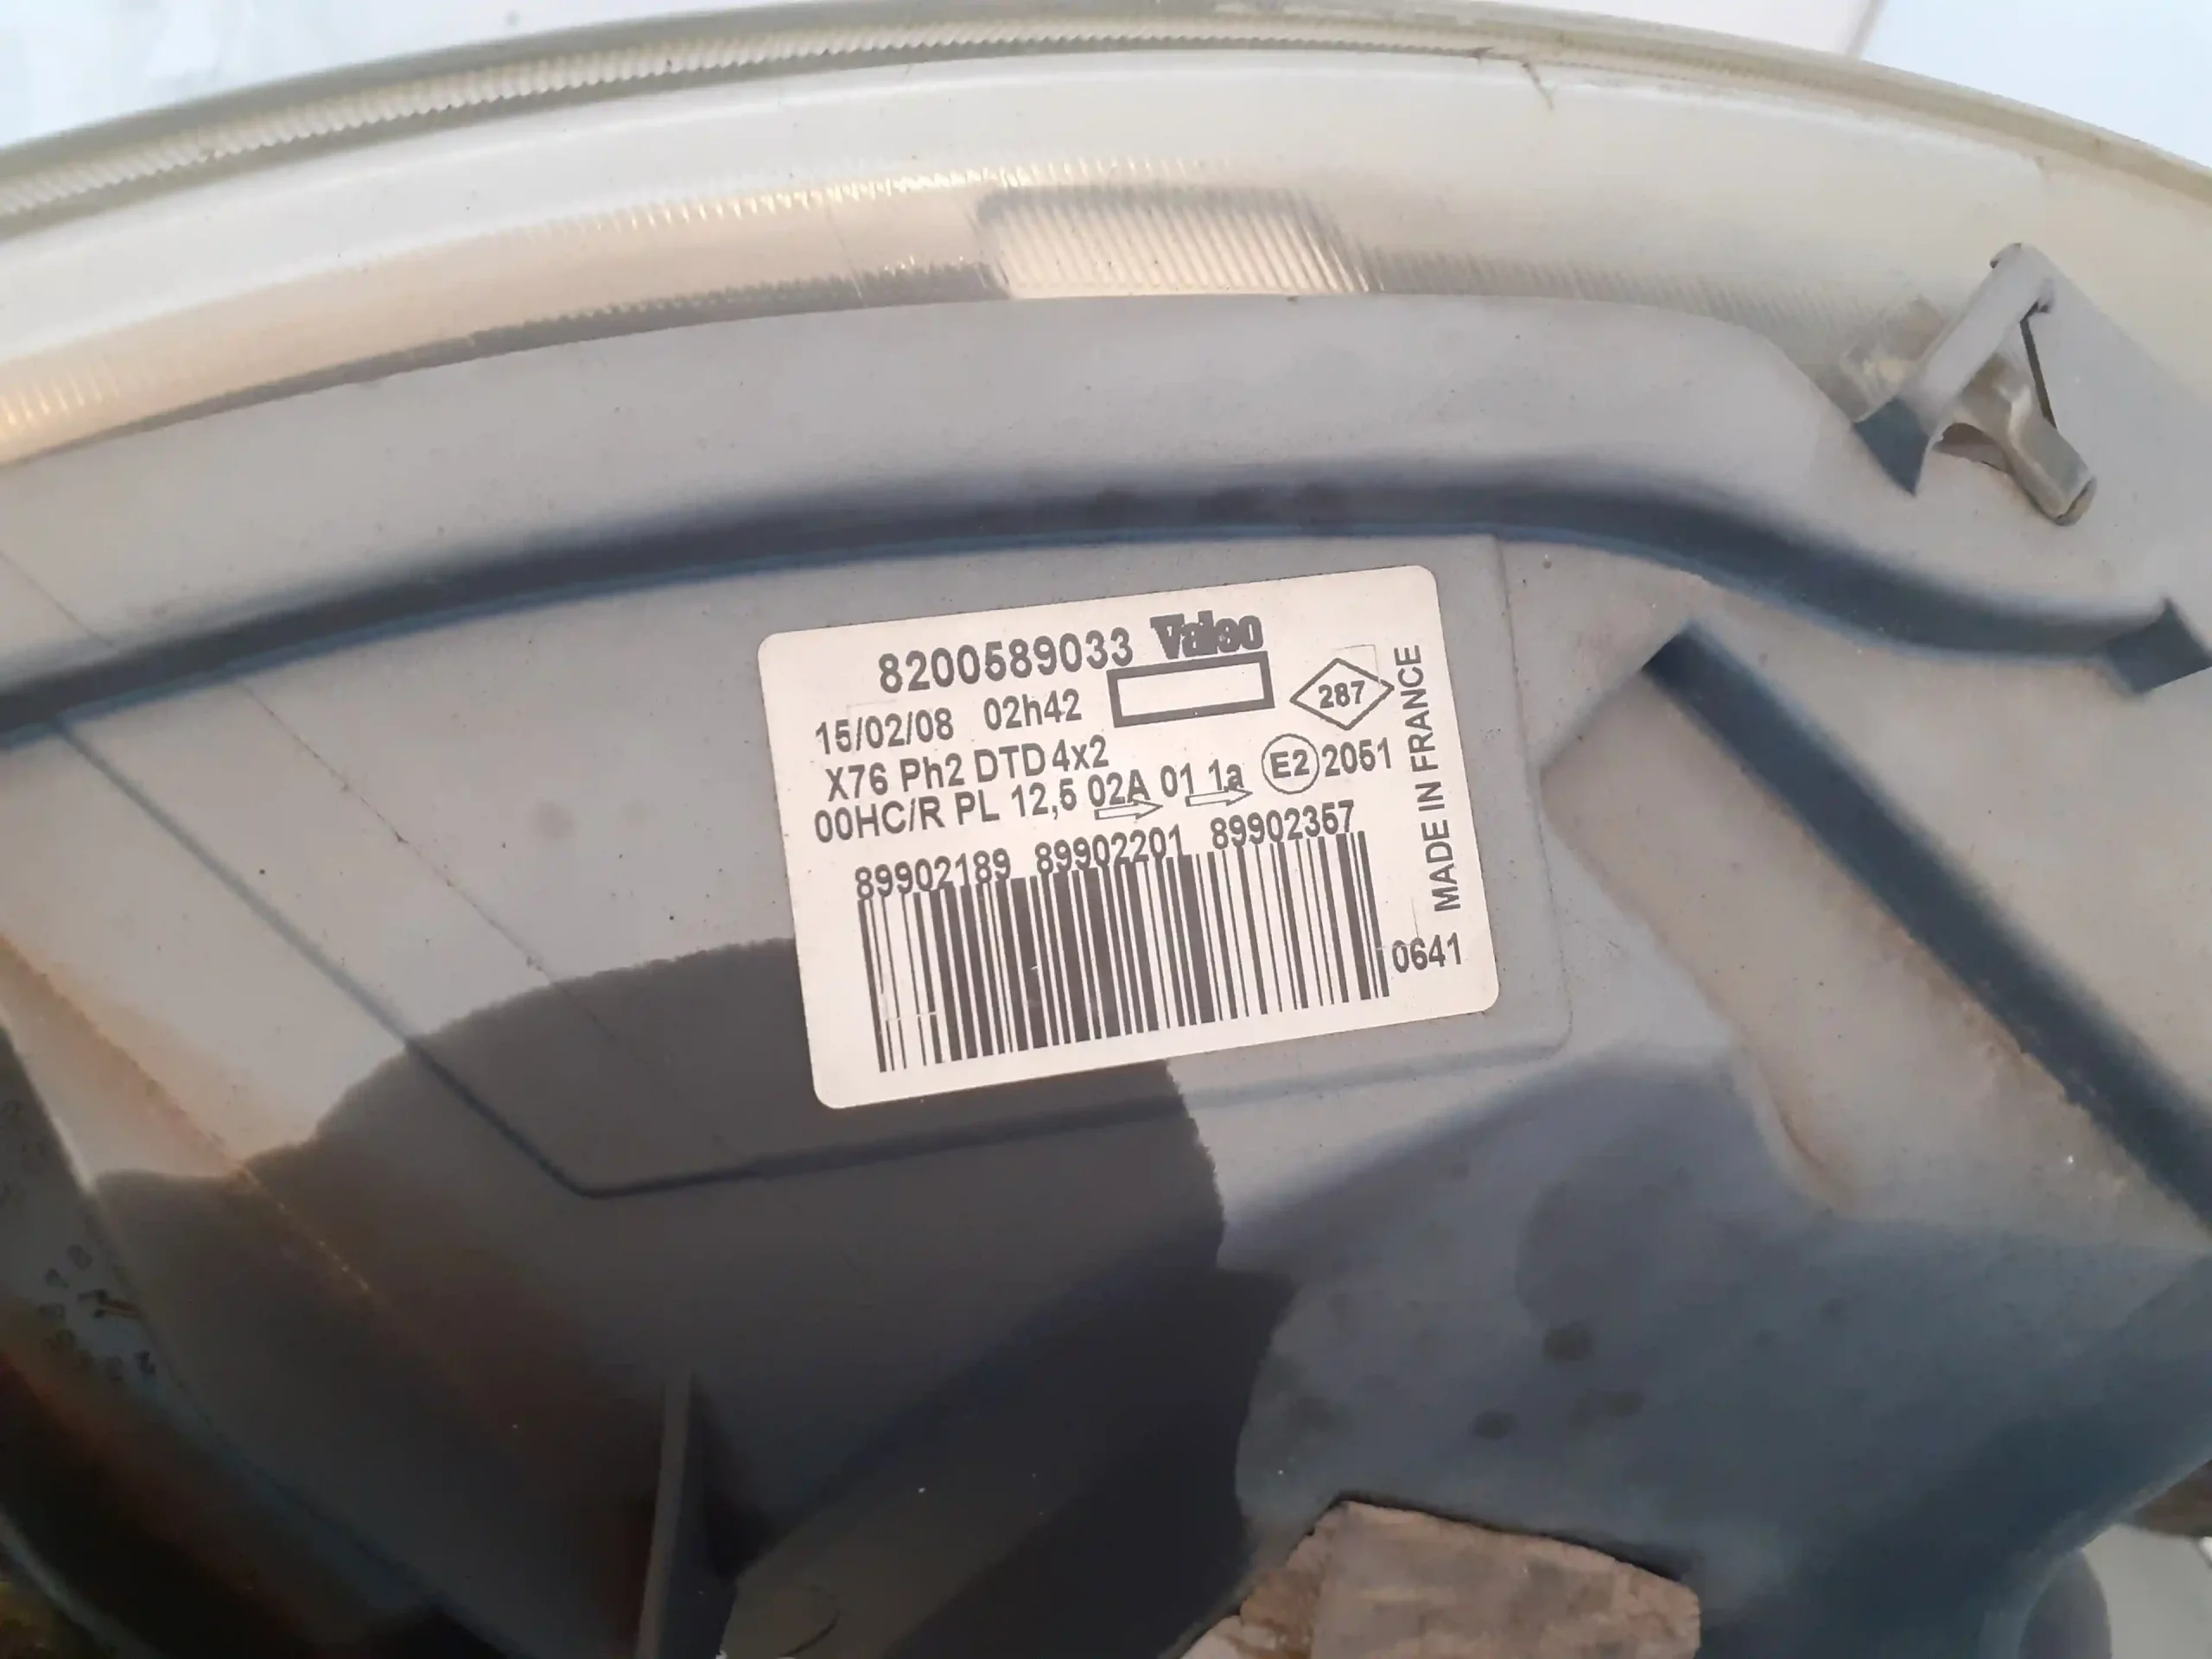 8200589033 Valeo
15/02/08 02h42
287
X76 Ph2 DTD 4x2
00HC/R PL 12,5 02A 01 1a E2 2051
89902189 89902201 89902357
0641
MADE IN FRANCE